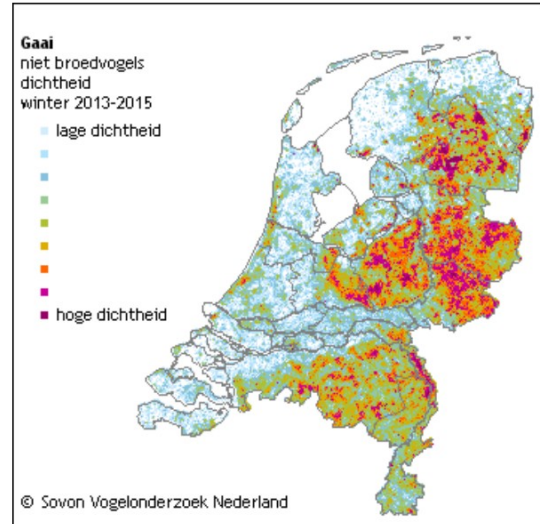 Gaai
niet broedvogels
dichtheid
winter 2013-2015
lage dichtheid
hoge dichtheid
© Sovon Vogelonderzoek Nederland